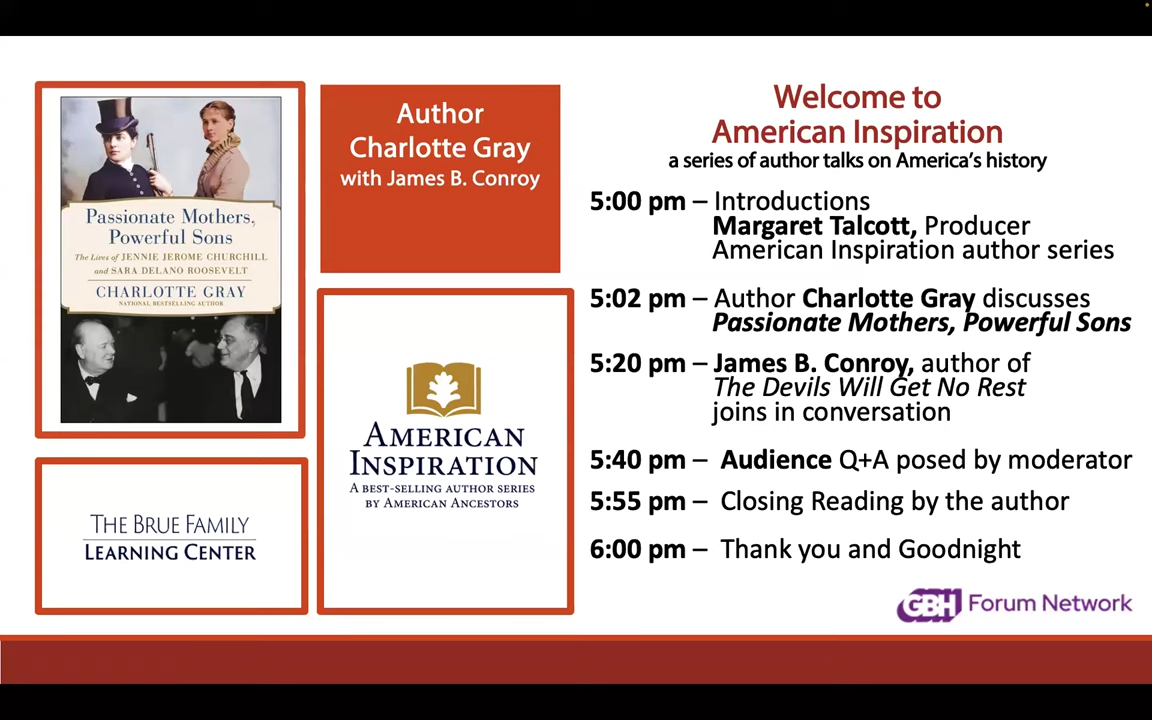 Passionate Mothers,
Powerful Sons
The Lives of JENNIE JEROME CHURCHILL
and SARA DELANO ROOSEVELT
CHARLOTTE GRAY
NATIONAL BESTSELLING AUTHOR
Author
Charlotte Gray
with James B. Conroy
THE BRUE FAMILY
LEARNING CENTER
AMERICAN
INSPIRATION
A BEST-SELLING AUTHOR SERIES
BY AMERICAN ANCESTORS
Welcome to
American Inspiration
a series of author talks on America's history
5:00 pm – Introductions
Margaret Talcott, Producer
American Inspiration author series
5:02 pm – Author Charlotte Gray discusses
Passionate Mothers, Powerful Sons
5:20 pm – James B. Conroy, author of
The Devils Will Get No Rest
joins in conversation
5:40 pm – Audience Q+A posed by moderator
5:55 pm – Closing Reading by the author
6:00 pm – Thank you and Goodnight
GBH Forum Network